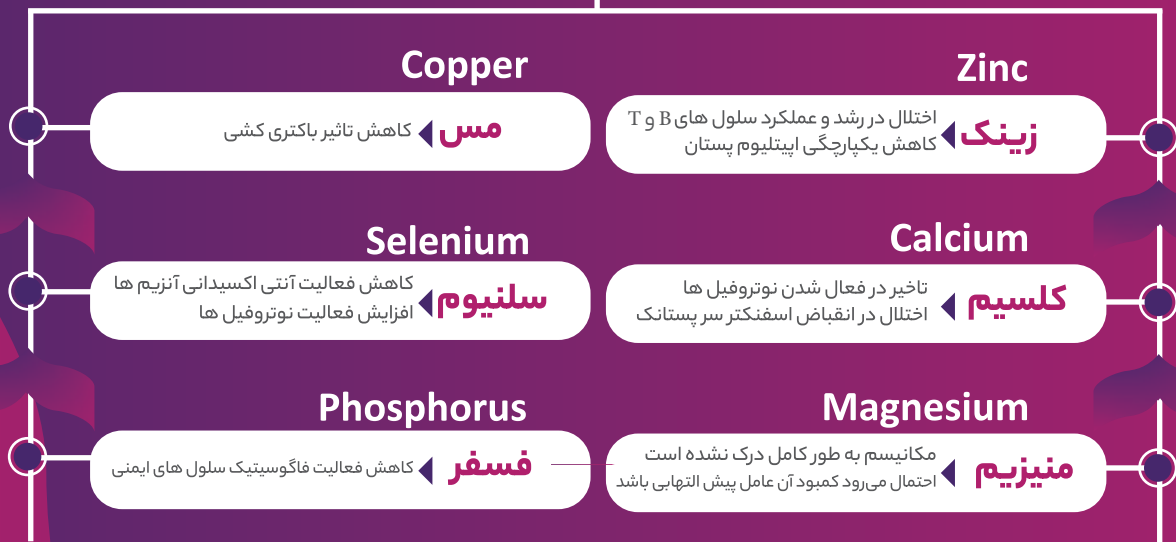 Zinc
زینک
اختلال در رشد و عملکرد سلول های B و T
کاهش یکپارچگی اپیتلیوم پستان
Copper
مس
کاهش تاثیر باکتری کشی
Calcium
کلسیم
تاخیر در فعال شدن نوتروفیل ها
اختلال در انقباض اسفنکتر سر پستانک
Selenium
سلنیوم
کاهش فعالیت آنتی اکسیدانی آنزیم ها
افزایش فعالیت نوتروفیل ها
Magnesium
منیزیم
مکانیسم به طور کامل درک نشده است
احتمال می‌رود کمبود آن عامل پیش التهابی باشد
Phosphorus
فسفر
کاهش فعالیت فاگوسیتیک سلول های ایمنی